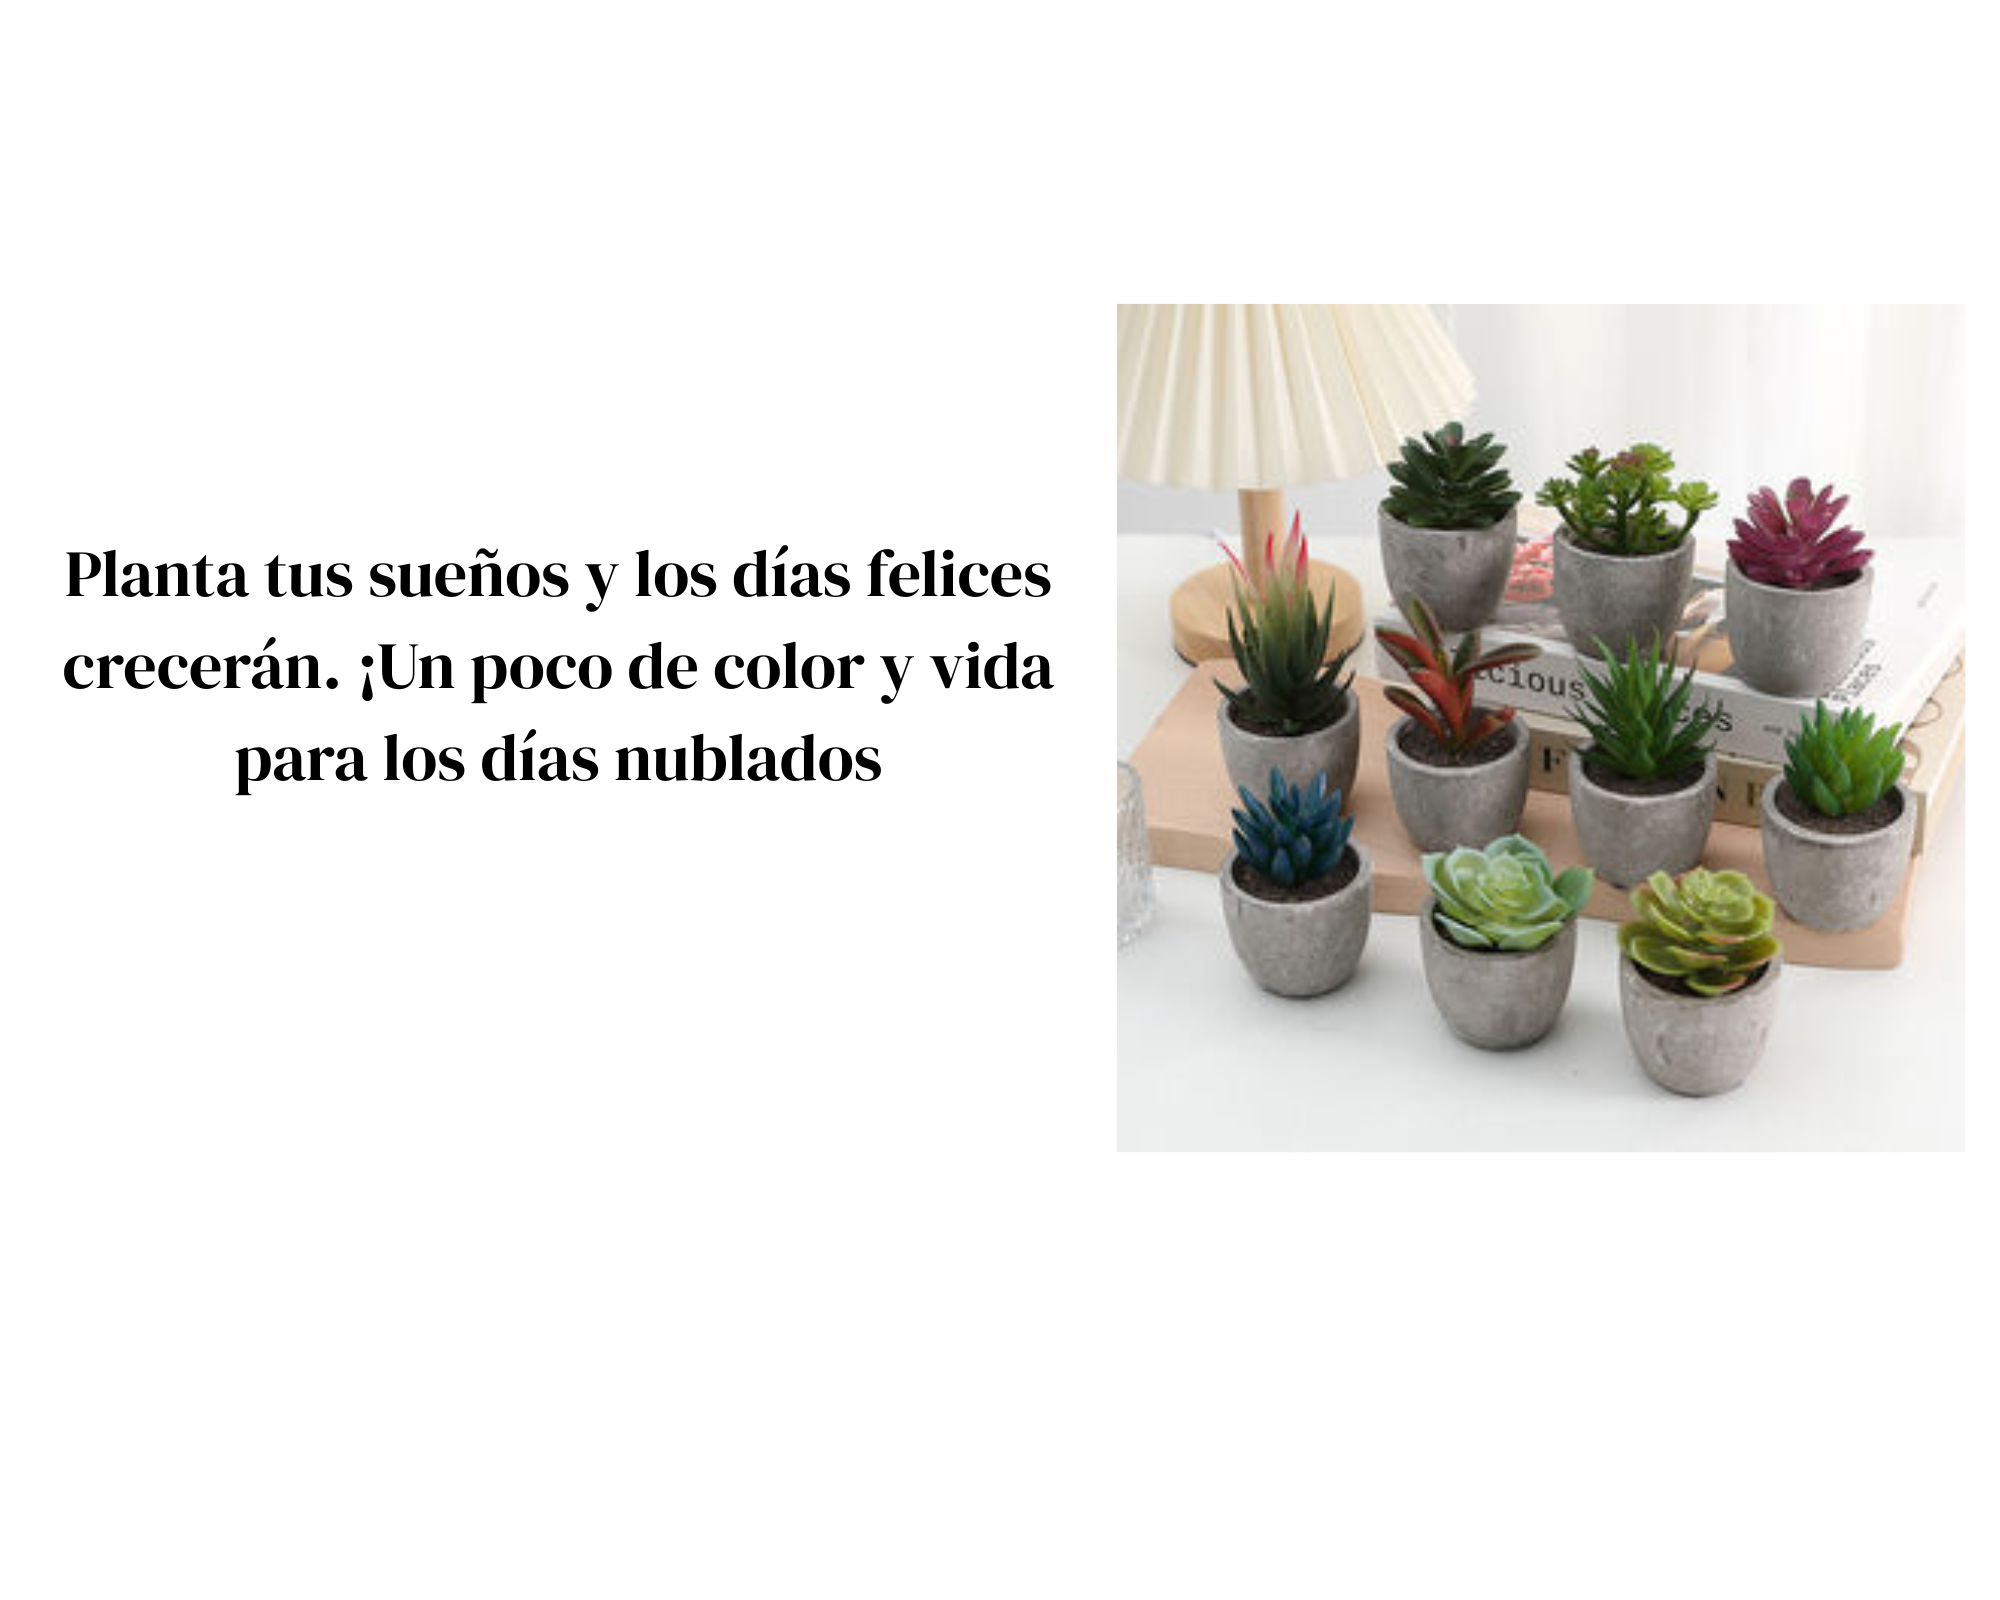 Planta tus sueños y los días felices
crecerán. ¡Un poco de color y vida
para los días nublados